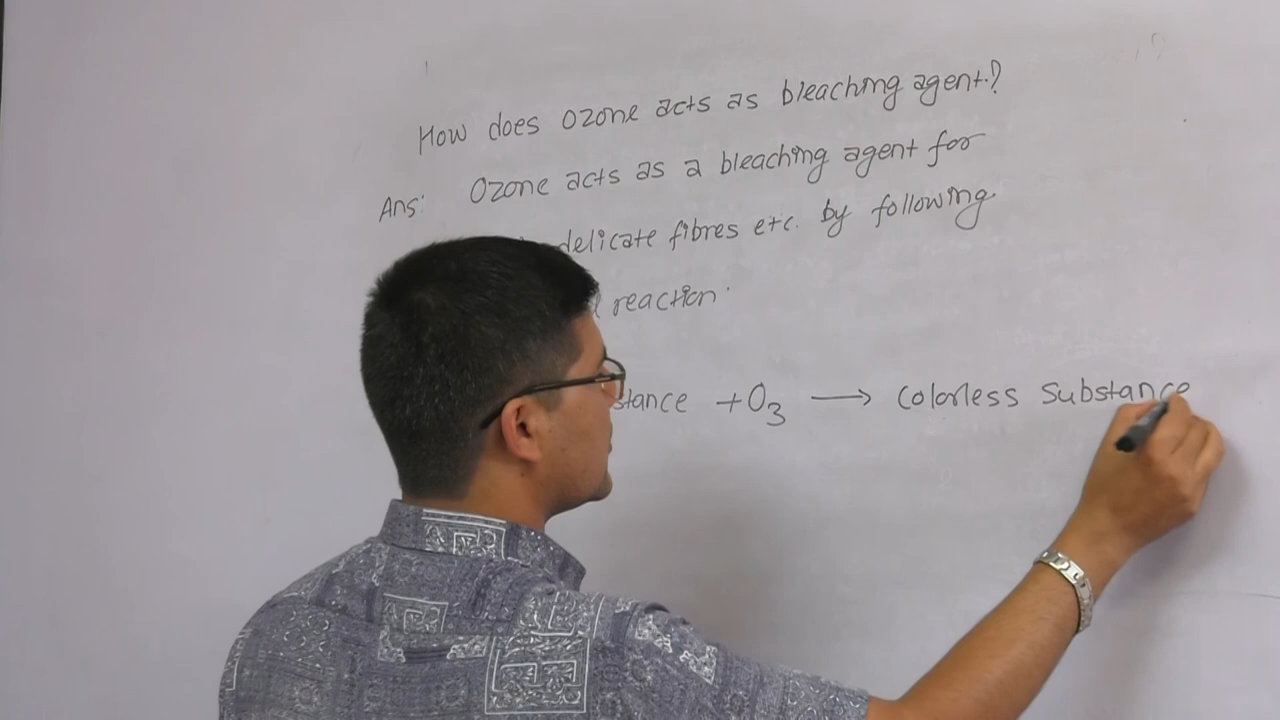 How does ozone acts as bleaching agent.?
Ans: Ozone acts as a bleaching agent for
delicate fibres etc. by following
reaction.
stance + O3 → Colorless Substance